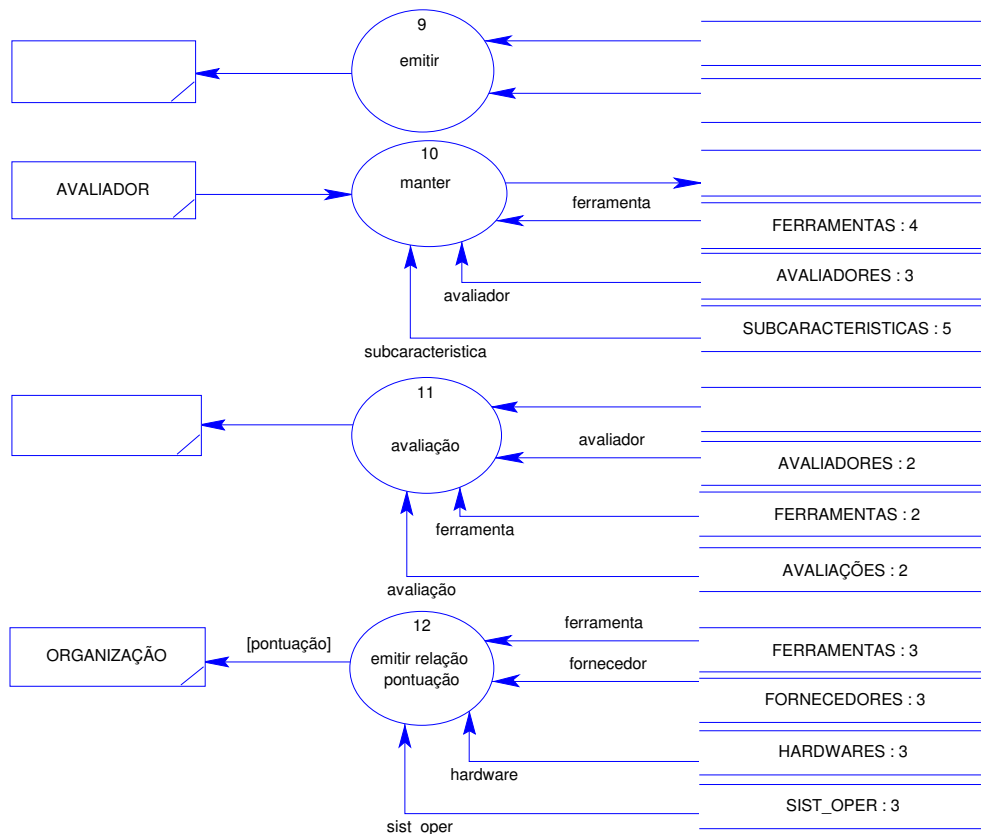 9
emitir
10
manter
AVALIADOR
ferramenta
FERRAMENTAS : 4
avaliador
AVALIADORES : 3
subcaracteristica
SUBCARACTERISTICAS : 5
11
avaliação
avaliador
AVALIADORES : 2
ferramenta
FERRAMENTAS : 2
avaliação
AVALIAÇÕES : 2
12
emitir relação
pontuação
ORGANIZAÇÃO
[pontuação]
ferramenta
FERRAMENTAS : 3
fornecedor
FORNECEDORES : 3
hardware
HARDWARES : 3
sist_oper
SIST_OPER : 3